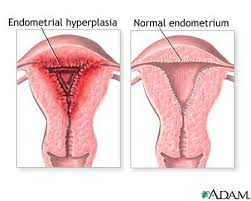 Endometrial hyperplasia
Normal endometrium
ADAM.